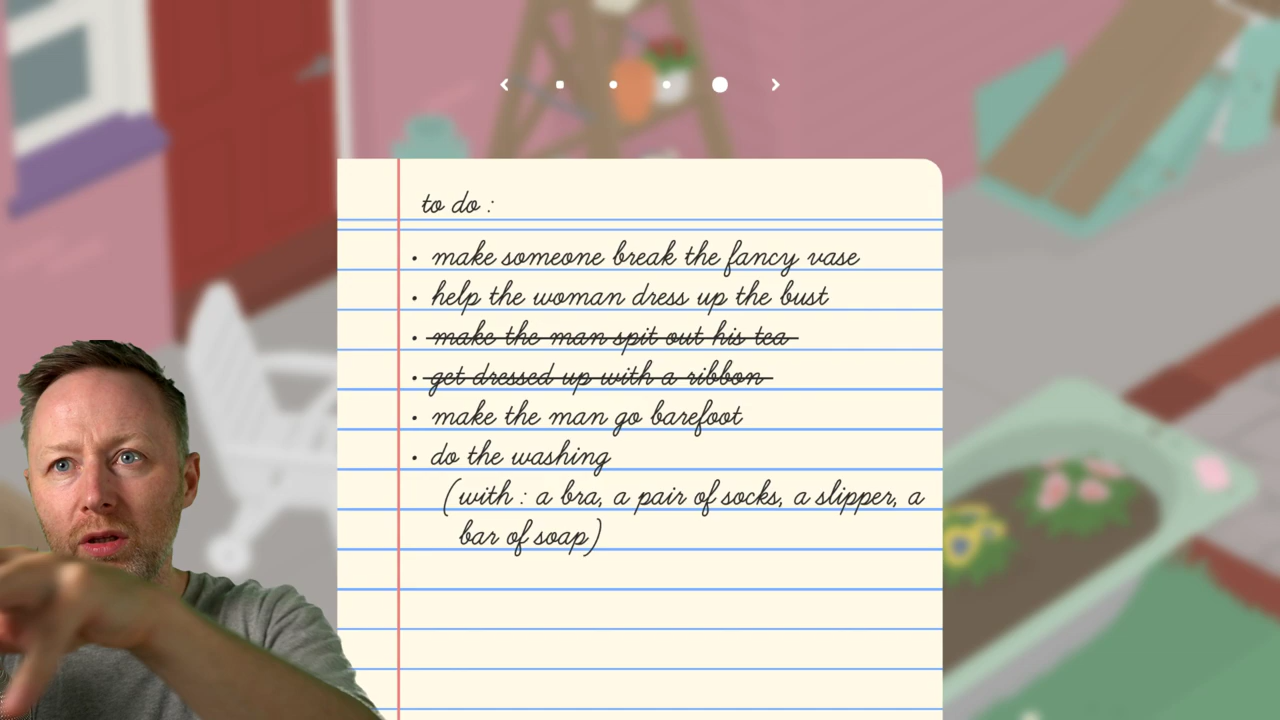 to do :
• make someone break the fancy vase
• help the woman dress up the bust
• make the man spit out his tea
• get dressed up with a ribbon
• make the man go barefoot
• do the washing
(with : a bra, a pair of socks, a slipper, a
bar of soap)